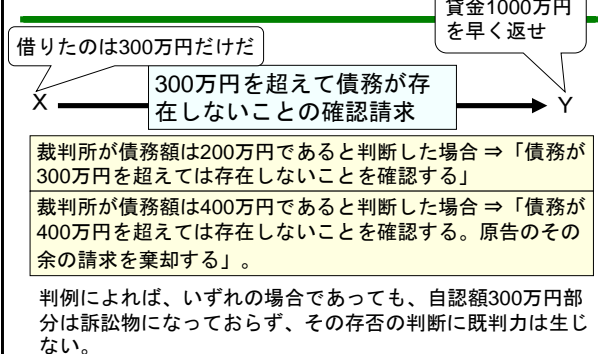 貸金1000万円
を早く返せ
借りたのは300万円だけだ
X
300万円を超えて債務が存
在しないことの確認請求
Y
裁判所が債務額は200万円であると判断した場合 ⇒「債務が
300万円を超えては存在しないことを確認する」
裁判所が債務額は400万円であると判断した場合 ⇒「債務が
400万円を超えては存在しないことを確認する。原告のその
余の請求を棄却する」。
判例によれば、いずれの場合であっても、自認額300万円部
分は訴訟物になっておらず、その存否の判断に既判力は生じ
ない。